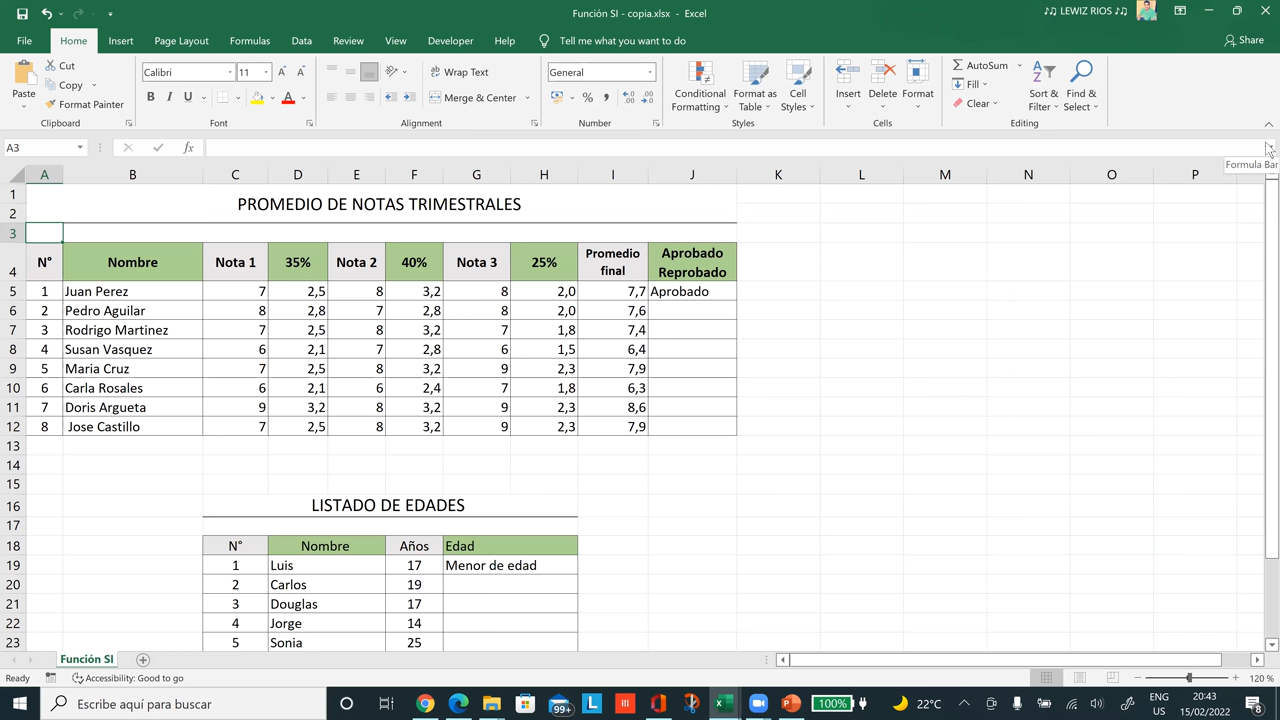 Función SI - copia.xlsx - Excel
♫ LEWIZ RIOS ♫
File Home Insert Page Layout Formulas Data Review View Developer Help Tell me what you want to do Share
Paste Cut Copy Format Painter Clipboard
Calibri 11 B I U A Font
Wrap Text Merge & Center Alignment
General % Number
Conditional Formatting Format as Table Cell Styles Styles
Insert Delete Format Cells
AutoSum Fill Clear Sort & Filter Find & Select Editing
A3 fx
Formula Bar
A B C D E F G H I J K L M N O P
1 PROMEDIO DE NOTAS TRIMESTRALES
2
3
4 N° Nombre Nota 1 35% Nota 2 40% Nota 3 25% Promedio final Aprobado Reprobado
5 1 Juan Perez 7 2,5 8 3,2 8 2,0 7,7 Aprobado
6 2 Pedro Aguilar 8 2,8 7 2,8 8 2,0 7,6
7 3 Rodrigo Martinez 7 2,5 8 3,2 7 1,8 7,4
8 4 Susan Vasquez 6 2,1 7 2,8 6 1,5 6,4
9 5 Maria Cruz 7 2,5 8 3,2 9 2,3 7,9
10 6 Carla Rosales 6 2,1 6 2,4 7 1,8 6,3
11 7 Doris Argueta 9 3,2 8 3,2 9 2,3 8,6
12 8 Jose Castillo 7 2,5 8 3,2 9 2,3 7,9
13
14
15
16 LISTADO DE EDADES
17
18 N° Nombre Años Edad
19 1 Luis 17 Menor de edad
20 2 Carlos 19
21 3 Douglas 17
22 4 Jorge 14
23 5 Sonia 25
Función SI
Ready Accessibility: Good to go 120 %
Escribe aquí para buscar 99+ 100% 22°C ENG US 20:43 15/02/2022